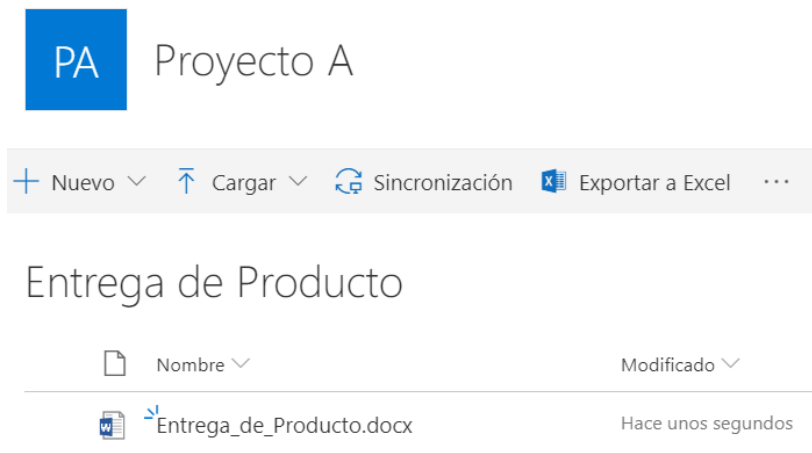 PA Proyecto A
Nuevo Cargar Sincronización Exportar a Excel ...
Entrega de Producto
Nombre Modificado
Entrega_de_Producto.docx Hace unos segundos